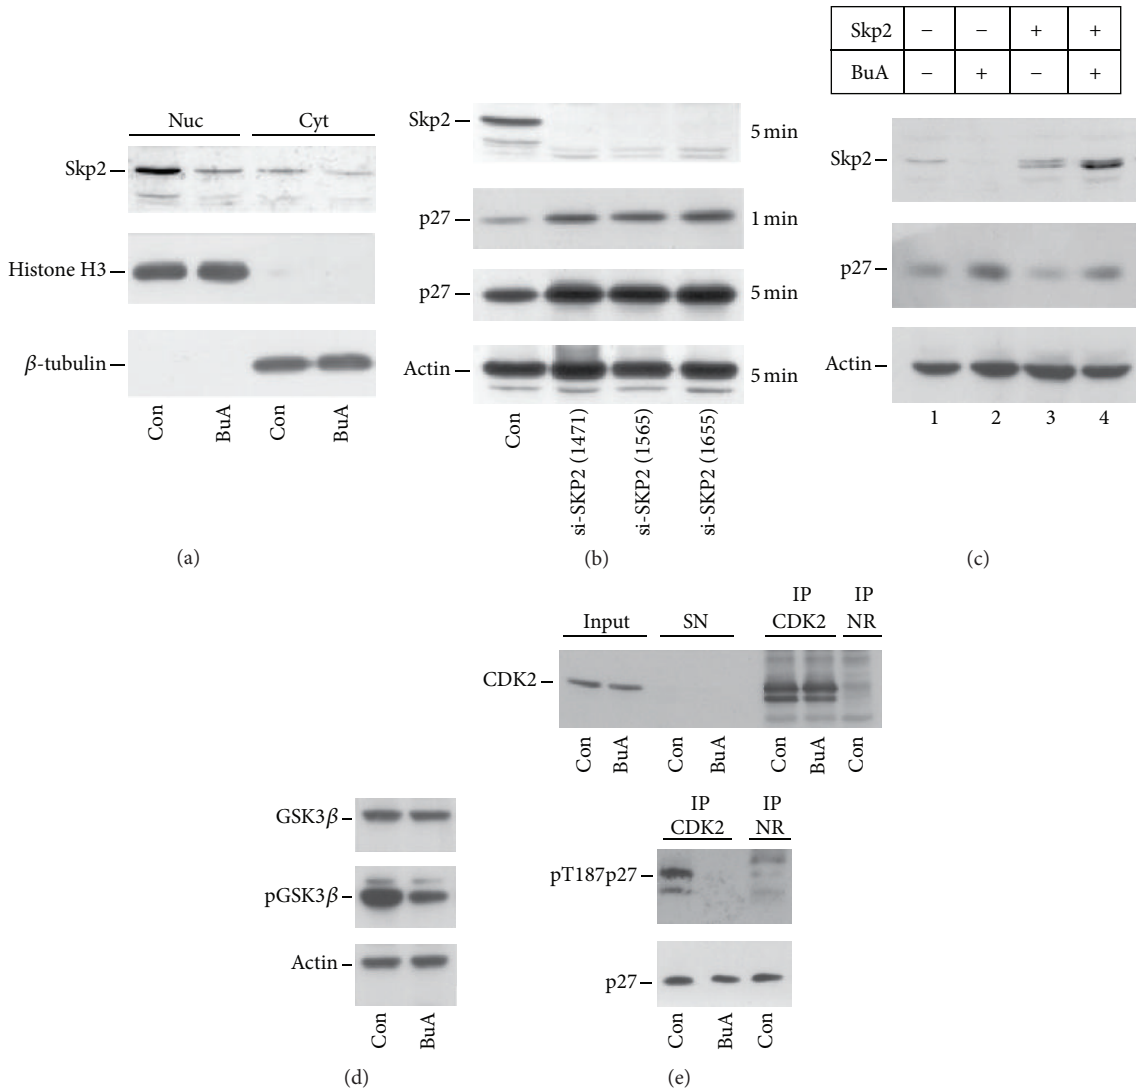 Nuc Cyt
Skp2
Histone H3
β-tubulin
Con BuA Con BuA
(a)
Skp2 5 min
p27 1 min
p27 5 min
Actin 5 min
Con si-SKP2 (1471) si-SKP2 (1565) si-SKP2 (1655)
(b)
Skp2 − − + +
BuA − + − +
Skp2
p27
Actin
1 2 3 4
(c)
GSK3β
pGSK3β
Actin
Con BuA
(d)
Input SN IP CDK2 IP NR
CDK2
Con BuA Con BuA Con BuA Con
IP CDK2 IP NR
pT187p27
p27
Con BuA Con
(e)